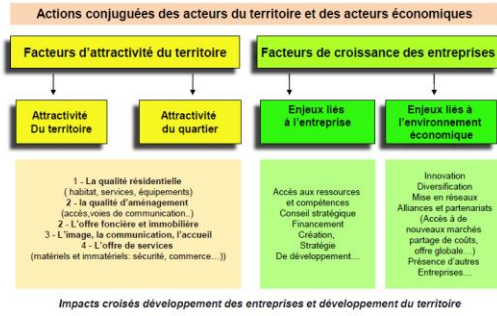 Actions conjuguées des acteurs du territoire et des acteurs économiques
Facteurs d'attractivité du territoire
Facteurs de croissance des entreprises
Attractivité
Du territoire
Attractivité
du quartier
Enjeux liés
à l'entreprise
Enjeux liés à
l'environnement
économique
1 - La qualité résidentielle
( habitat, services, équipements)
2 - la qualité d'aménagement
(accès,voies de communication..)
2 - L'offre foncière et immobilière
3 - L'image, la communication, l'accueil
4 - L'offre de services
(matériels et immatériels: sécurité, commerce…))
Accès aux ressources
et compétences
Conseil stratégique
Financement
Création,
Stratégie
De développement…
Innovation
Diversification
Mise en réseaux
Alliances et partenariats
(Accès à de
nouveaux marchés
partage de coûts,
offre globale…)
Présence d'autres
Entreprises…
Impacts croisés développement des entreprises et développement du territoire